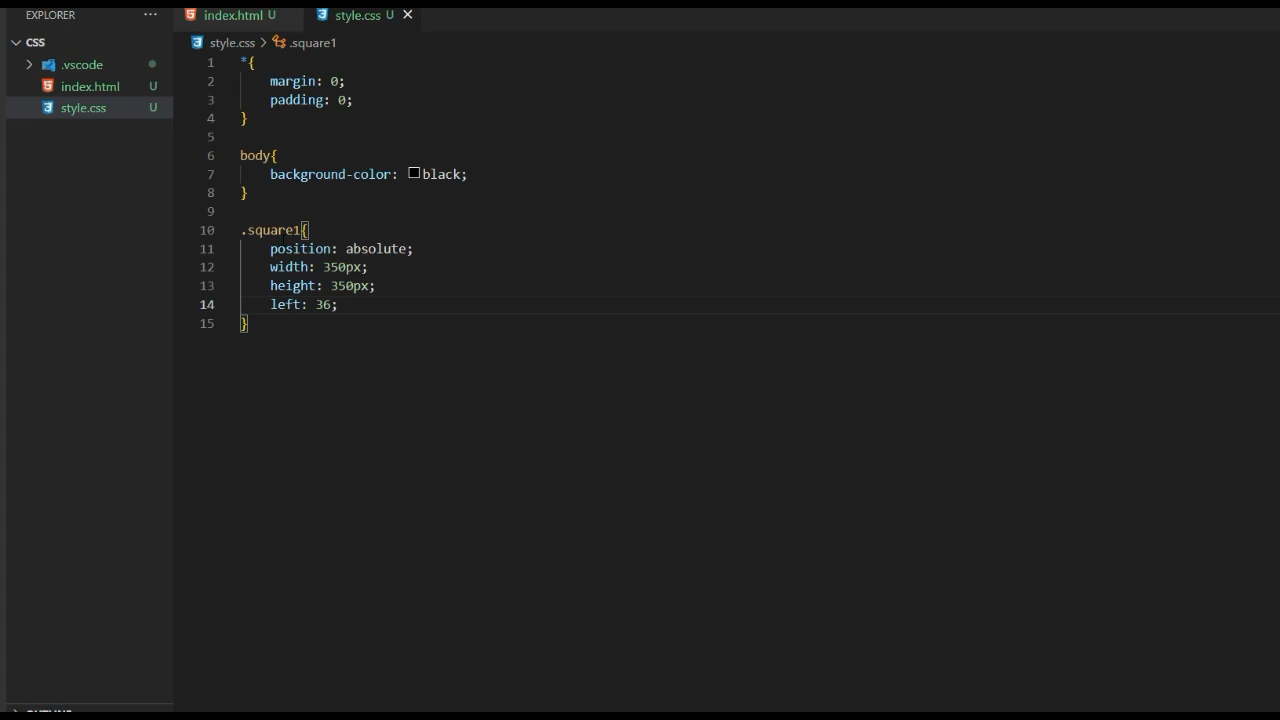 EXPLORER ···
index.html U
style.css U
CSS
style.css > .square1
.vscode
index.html U
style.css U
1 *{
2 margin: 0;
3 padding: 0;
4 }
5
6 body{
7 background-color: black;
8 }
9
10 .square1{
11 position: absolute;
12 width: 350px;
13 height: 350px;
14 left: 36;
15 }
OUTLINE